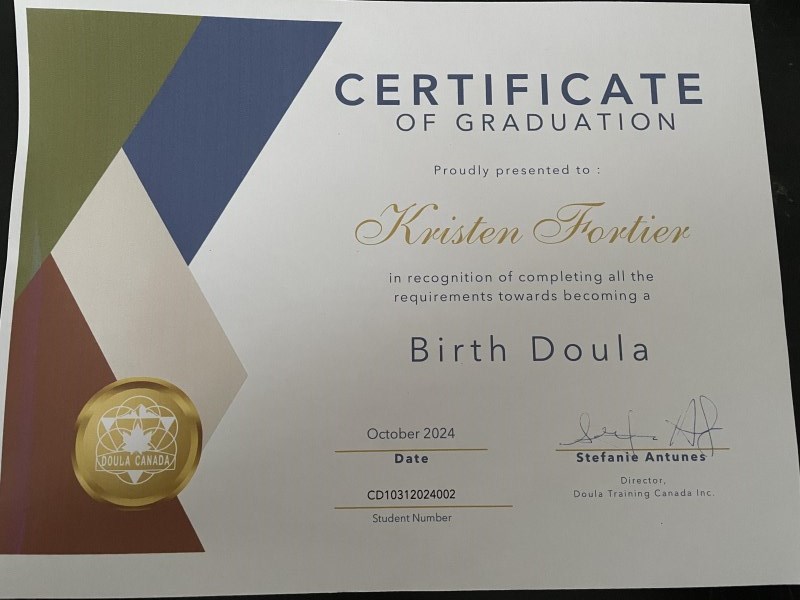 CERTIFICATE
OF GRADUATION
Proudly presented to :
Kristen Fortier
in recognition of completing all the
requirements towards becoming a
Birth Doula
DOULA CANADA
October 2024
Date
CD10312024002
Student Number
Stefanie Antunes
Director,
Doula Training Canada Inc.